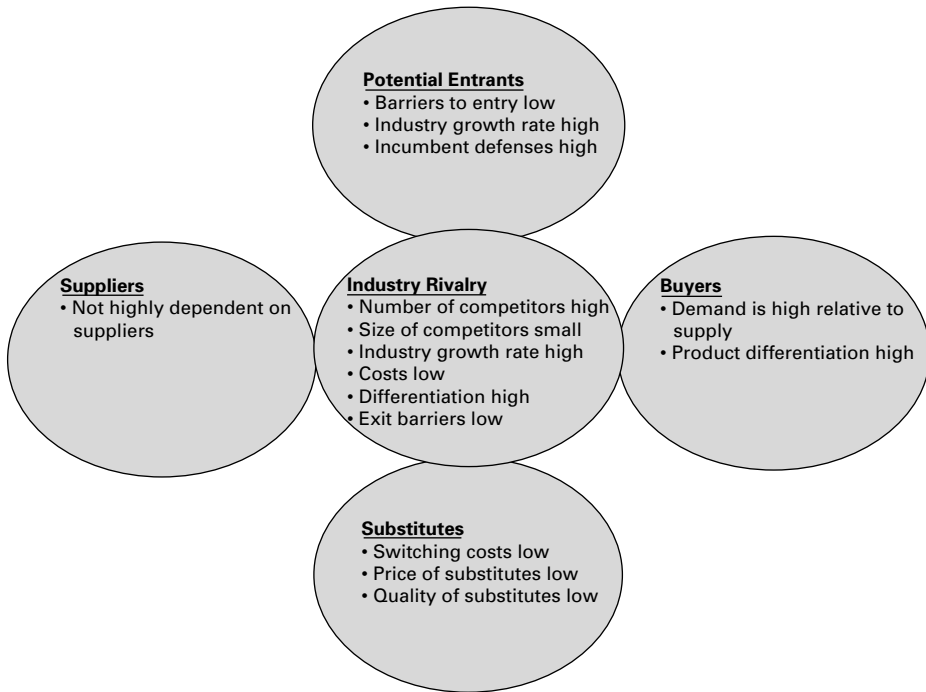 Potential Entrants
• Barriers to entry low
• Industry growth rate high
• Incumbent defenses high
Suppliers
• Not highly dependent on
suppliers
Industry Rivalry
• Number of competitors high
• Size of competitors small
• Industry growth rate high
• Costs low
• Differentiation high
• Exit barriers low
Buyers
• Demand is high relative to
supply
• Product differentiation high
Substitutes
• Switching costs low
• Price of substitutes low
• Quality of substitutes low